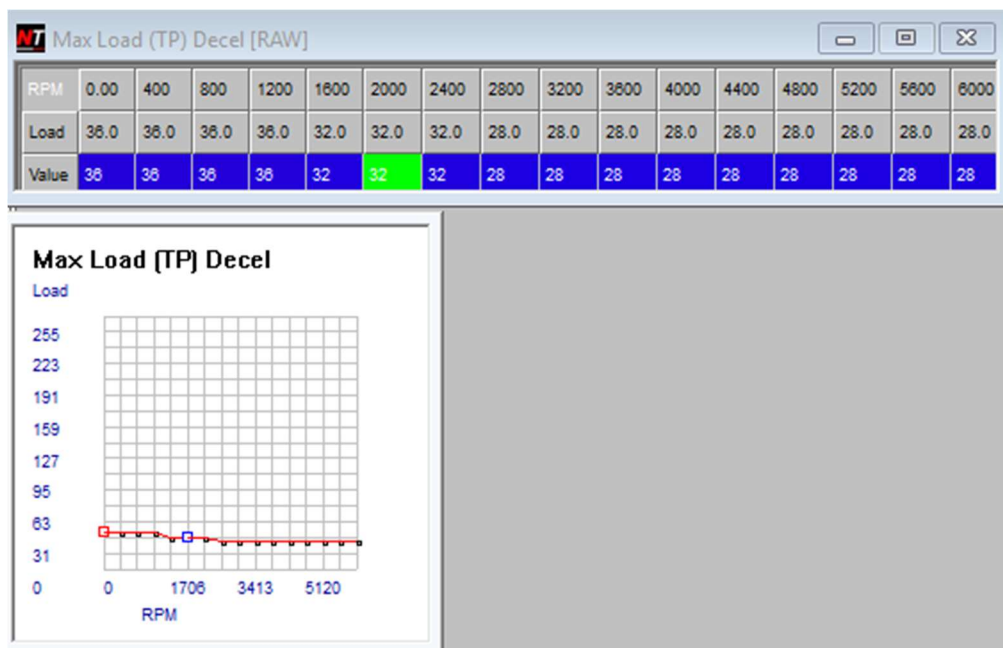 NT Max Load (TP) Decel [RAW]
RPM 0.00 400 800 1200 1600 2000 2400 2800 3200 3600 4000 4400 4800 5200 5600 6000
Load 36.0 36.0 36.0 36.0 32.0 32.0 32.0 28.0 28.0 28.0 28.0 28.0 28.0 28.0 28.0 28.0
Value 36 36 36 36 32 32 32 28 28 28 28 28 28 28 28 28
Max Load (TP) Decel
Load
255
223
191
159
127
95
63
31
0 0 1706 3413 5120
RPM